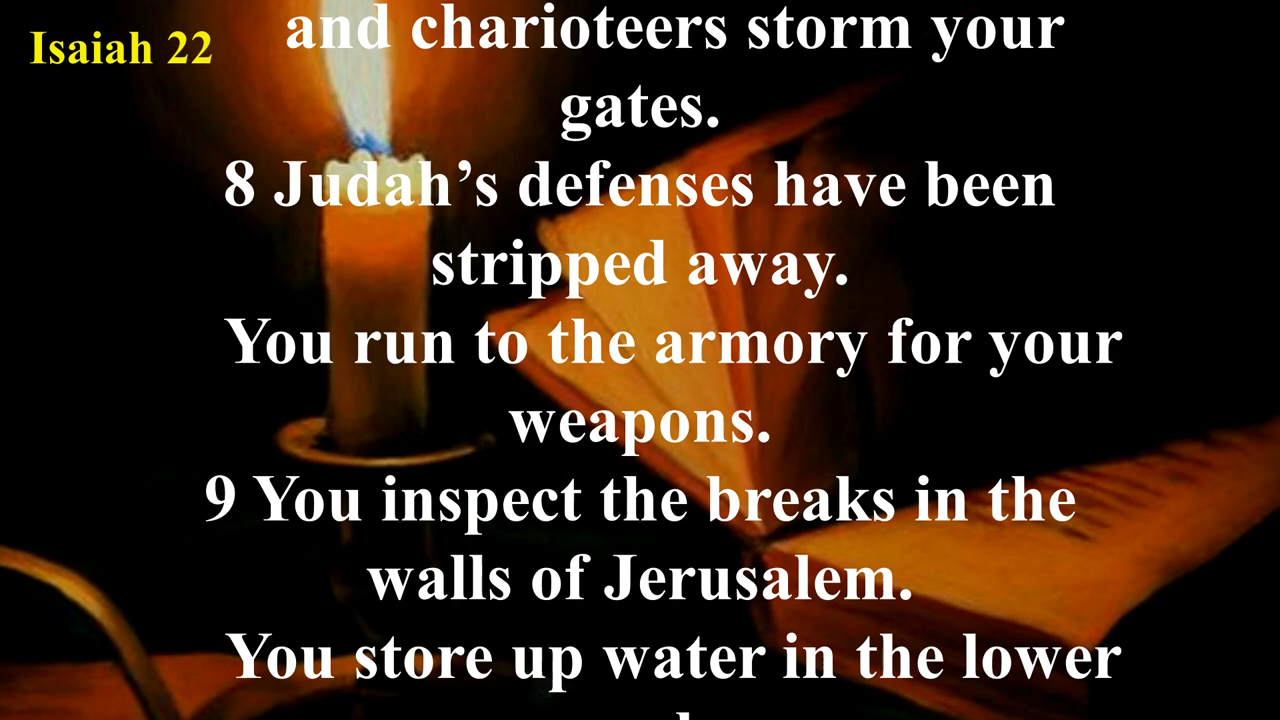 Isaiah 22
and charioteers storm your
gates.
8 Judah’s defenses have been
stripped away.
You run to the armory for your
weapons.
9 You inspect the breaks in the
walls of Jerusalem.
You store up water in the lower